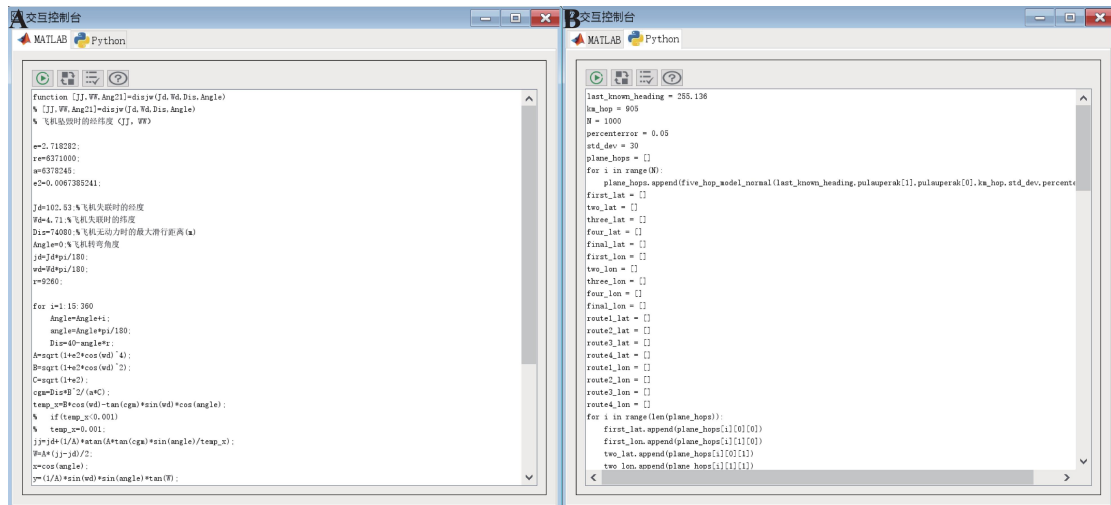 A 交互控制台
MATLAB Python
function [JJ,WW,Ang21]=disjw(Jd,Wd,Dis,Angle)
% [JJ,WW,Ang21]=disjw(Jd,Wd,Dis,Angle)
% 飞机坠毁时的经纬度 (JJ, WW)
e=2.718282;
re=6371000;
a=6378245;
e2=0.0067385241;
Jd=102.53;%飞机失联时的经度
Wd=4.71;%飞机失联时的纬度
Dis=74080;%飞机无动力时的最大滑行距离(m)
Angle=0;%飞机转弯角度
jd=Jd*pi/180;
wd=Wd*pi/180;
r=9260;
for i=1:15:360
Angle=Angle+i;
angle=Angle*pi/180;
Dis=40-angle*r;
A=sqrt(1+e2*cos(wd)^4);
B=sqrt(1+e2*cos(wd)^2);
C=sqrt(1+e2);
cgm=Dis*B^2/(a*C);
temp_x=B*cos(wd)-tan(cgm)*sin(wd)*cos(angle);
% if(temp_x<0.001)
% temp_x=0.001;
jj=jd+(1/A)*atan(A*tan(cgm)*sin(angle)/temp_x);
W=A*(jj-jd)/2;
x=cos(angle);
y=(1/A)*sin(wd)*sin(angle)*tan(W);
B 交互控制台
MATLAB Python
last_known_heading = 255.136
km_hop = 905
N = 1000
percenterror = 0.05
std_dev = 30
plane_hops = []
for i in range(N):
plane_hops.append(five_hop_model_normal(last_known_heading,pulauperak[1],pulauperak[0],km_hop,std_dev,percente
first_lat = []
two_lat = []
three_lat = []
four_lat = []
final_lat = []
first_lon = []
two_lon = []
three_lon = []
four_lon = []
final_lon = []
route1_lat = []
route2_lat = []
route3_lat = []
route4_lat = []
route1_lon = []
route2_lon = []
route3_lon = []
route4_lon = []
for i in range(len(plane_hops)):
first_lat.append(plane_hops[i][0][0])
first_lon.append(plane_hops[i][1][0])
two_lat.append(plane_hops[i][0][1])
two_lon.append(plane_hops[i][1][1])